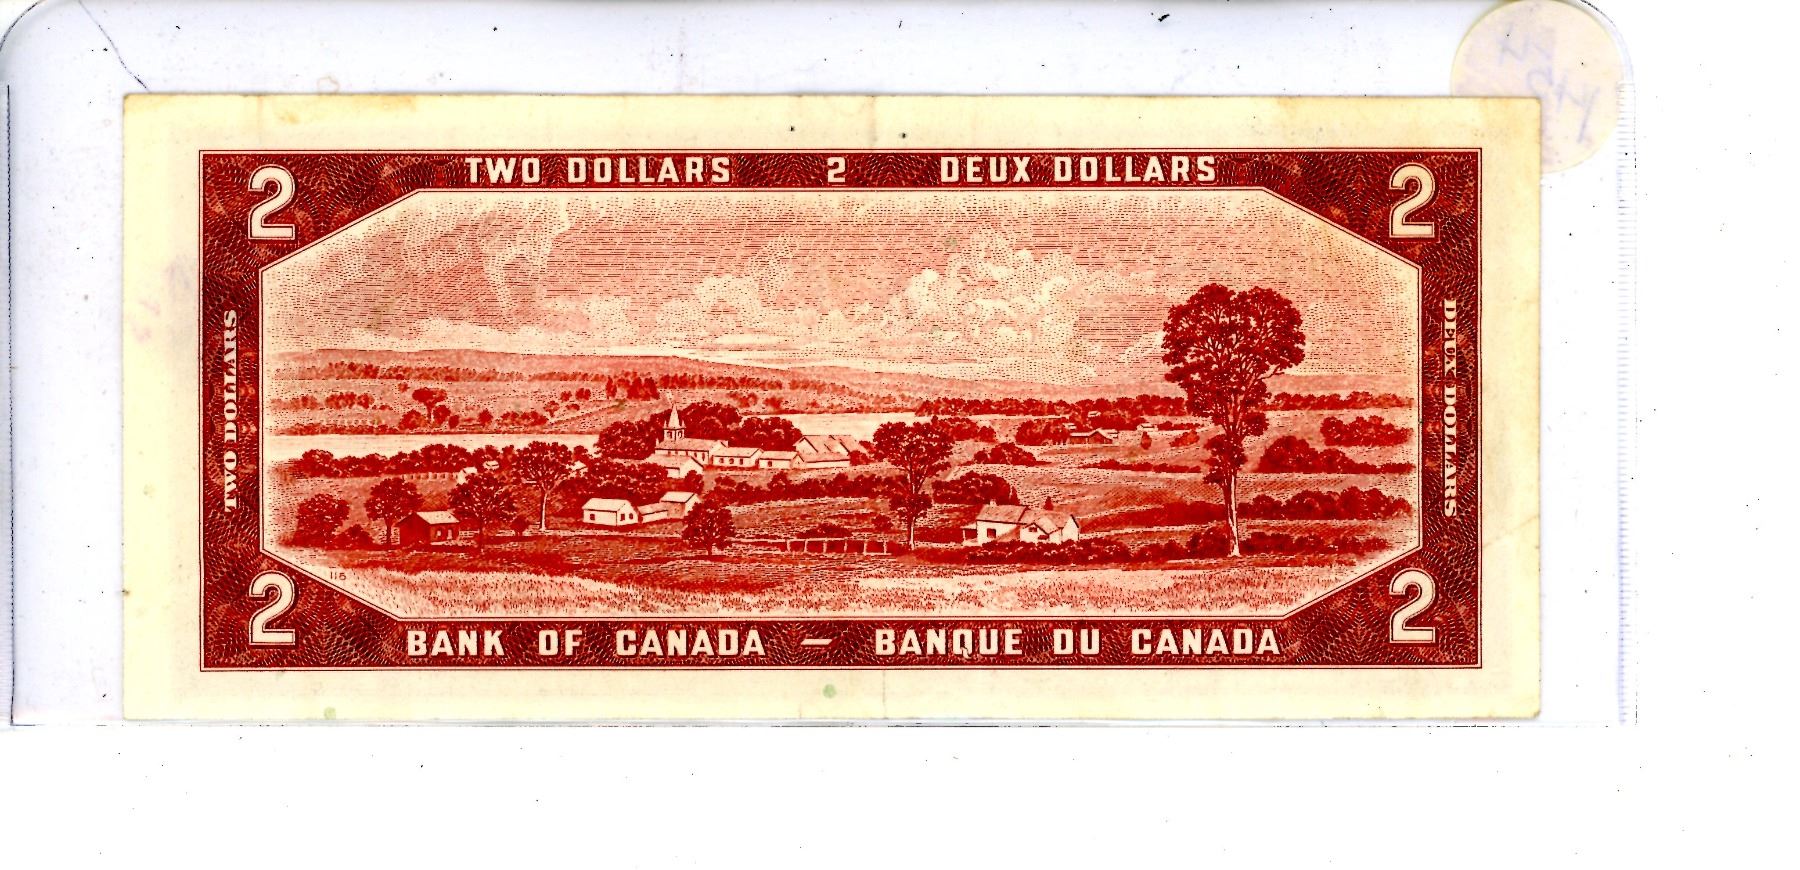 TWO DOLLARS 2 DEUX DOLLARS
2 2
TWO DOLLARS
DEUX DOLLARS
116
2 2
BANK OF CANADA — BANQUE DU CANADA